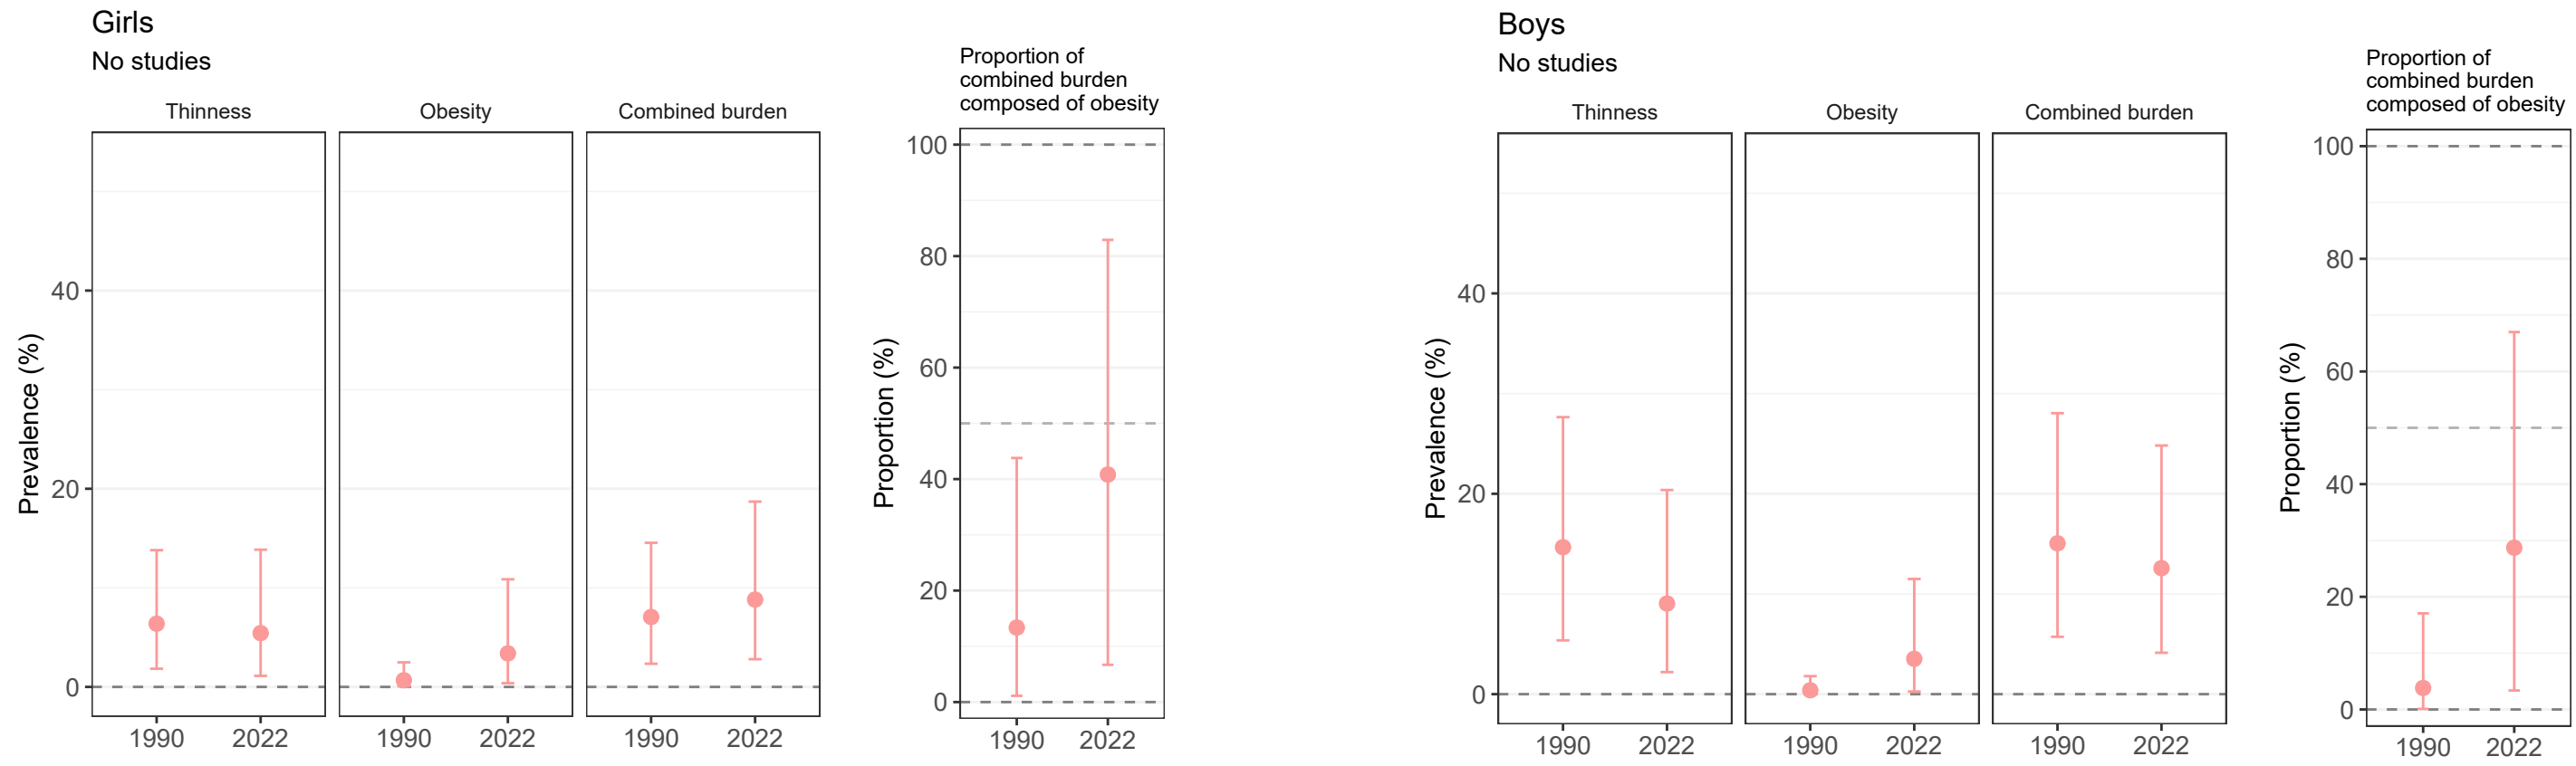 Girls
No studies
Thinness
Obesity
Combined burden
Prevalence (%)
40
20
0
1990 2022
1990 2022
1990 2022
Proportion of
combined burden
composed of obesity
Proportion (%)
100
80
60
40
20
0
1990 2022
Boys
No studies
Thinness
Obesity
Combined burden
Prevalence (%)
40
20
0
1990 2022
1990 2022
1990 2022
Proportion of
combined burden
composed of obesity
Proportion (%)
100
80
60
40
20
0
1990 2022